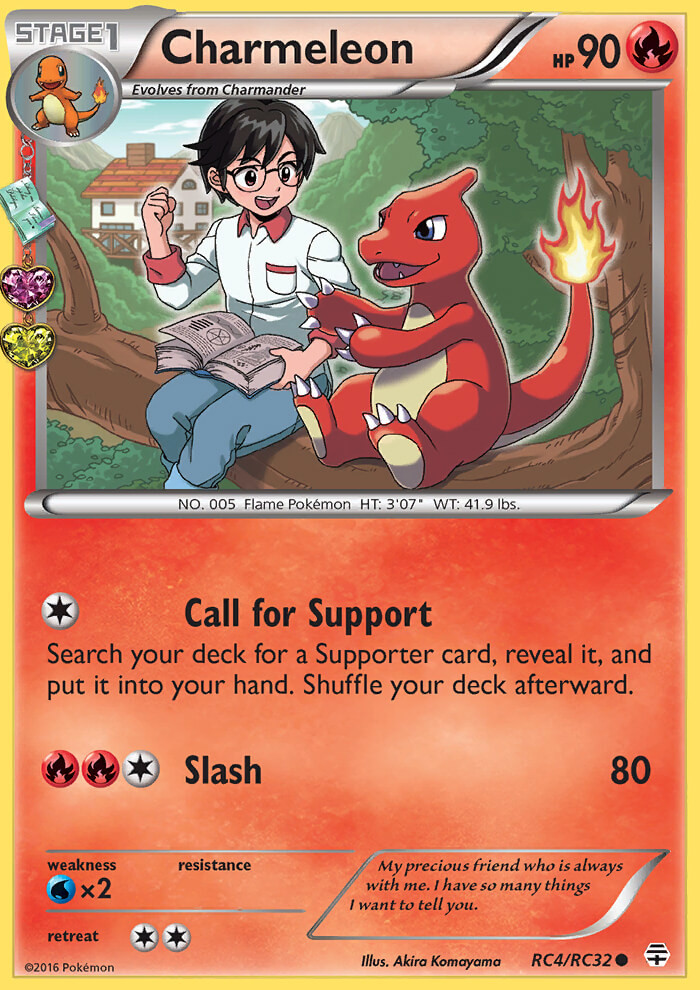 STAGE1
Charmeleon
HP 90
Evolves from Charmander
NO. 005 Flame Pokémon HT: 3'07" WT: 41.9 lbs.
Call for Support
Search your deck for a Supporter card, reveal it, and
put it into your hand. Shuffle your deck afterward.
Slash 80
weakness resistance
×2
My precious friend who is always
with me. I have so many things
I want to tell you.
retreat
©2016 Pokémon
Illus. Akira Komayama
RC4/RC32